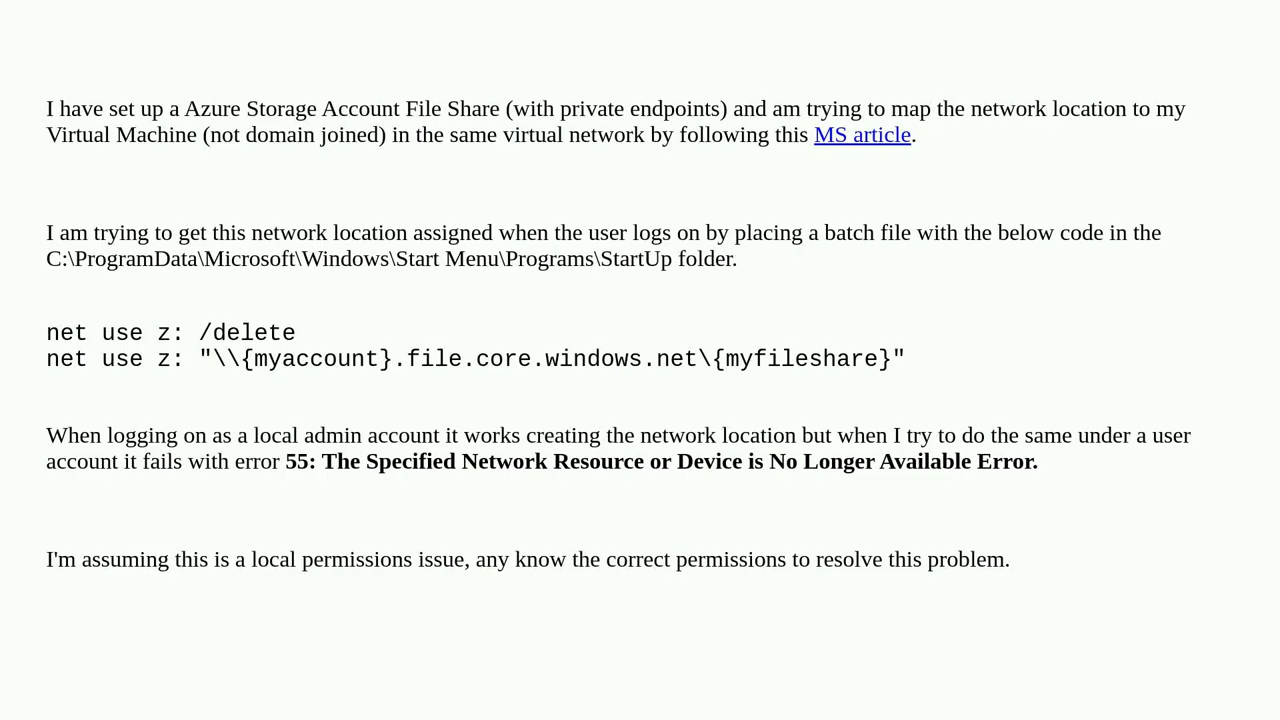 I have set up a Azure Storage Account File Share (with private endpoints) and am trying to map the network location to my
Virtual Machine (not domain joined) in the same virtual network by following this MS article.
I am trying to get this network location assigned when the user logs on by placing a batch file with the below code in the
C:\ProgramData\Microsoft\Windows\Start Menu\Programs\StartUp folder.
net use z: /delete
net use z: "\\{myaccount}.file.core.windows.net\{myfileshare}"
When logging on as a local admin account it works creating the network location but when I try to do the same under a user
account it fails with error 55: The Specified Network Resource or Device is No Longer Available Error.
I'm assuming this is a local permissions issue, any know the correct permissions to resolve this problem.